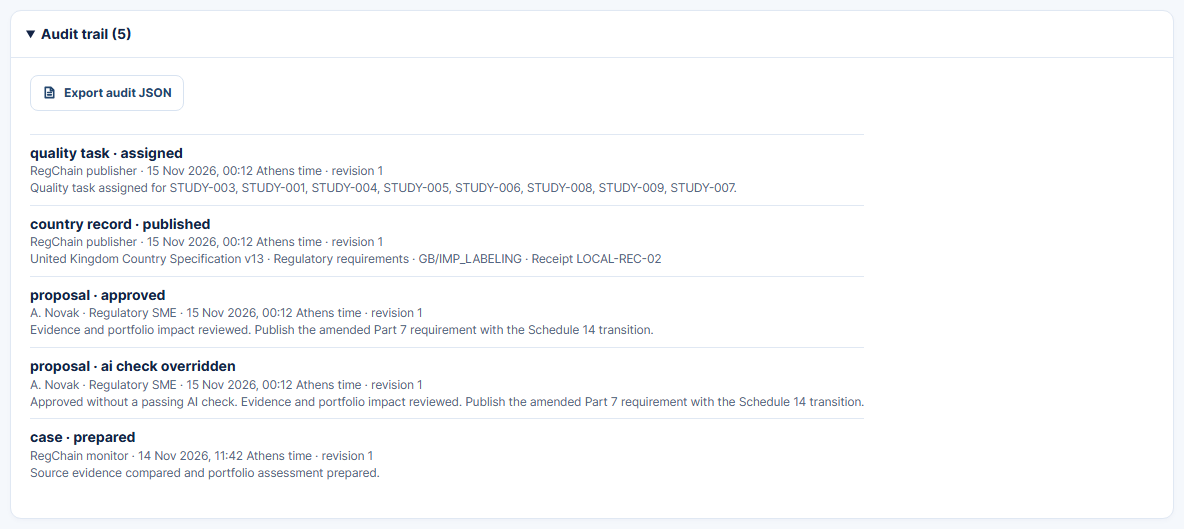 Audit trail (5)
Export audit JSON
quality task · assigned
RegChain publisher · 15 Nov 2026, 00:12 Athens time · revision 1
Quality task assigned for STUDY-003, STUDY-001, STUDY-004, STUDY-005, STUDY-006, STUDY-008, STUDY-009, STUDY-007.
country record · published
RegChain publisher · 15 Nov 2026, 00:12 Athens time · revision 1
United Kingdom Country Specification v13 · Regulatory requirements · GB/IMP_LABELING · Receipt LOCAL-REC-02
proposal · approved
A. Novak · Regulatory SME · 15 Nov 2026, 00:12 Athens time · revision 1
Evidence and portfolio impact reviewed. Publish the amended Part 7 requirement with the Schedule 14 transition.
proposal · ai check overridden
A. Novak · Regulatory SME · 15 Nov 2026, 00:12 Athens time · revision 1
Approved without a passing AI check. Evidence and portfolio impact reviewed. Publish the amended Part 7 requirement with the Schedule 14 transition.
case · prepared
RegChain monitor · 14 Nov 2026, 11:42 Athens time · revision 1
Source evidence compared and portfolio assessment prepared.